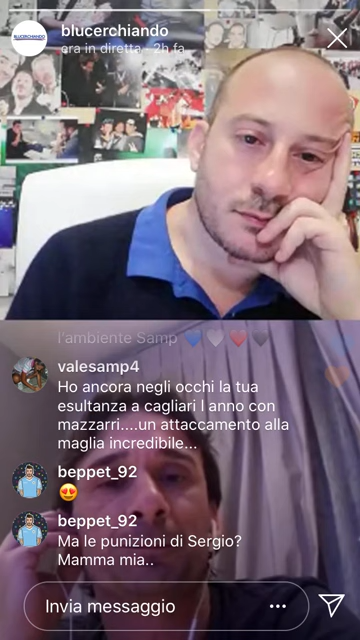 BLUCERCHIANDO
blucerchiando
era in diretta · 2h fa
l'ambiente Samp 💙🤍❤️🖤
valesamp4
Ho ancora negli occhi la tua
esultanza a cagliari l anno con
mazzarri....un attaccamento alla
maglia incredibile...
beppet_92
😍
beppet_92
Ma le punizioni di Sergio?
Mamma mia..
Invia messaggio